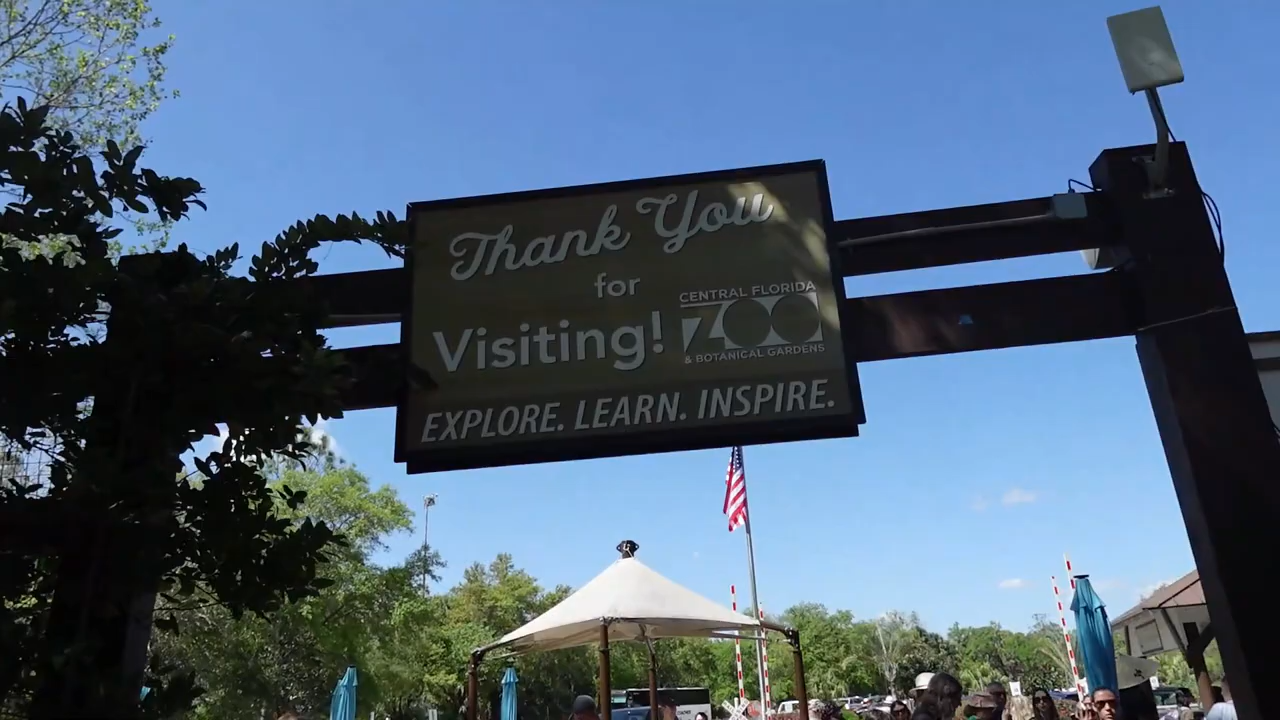 Thank You
for
Visiting!
CENTRAL FLORIDA
ZOO
& BOTANICAL GARDENS
EXPLORE. LEARN. INSPIRE.